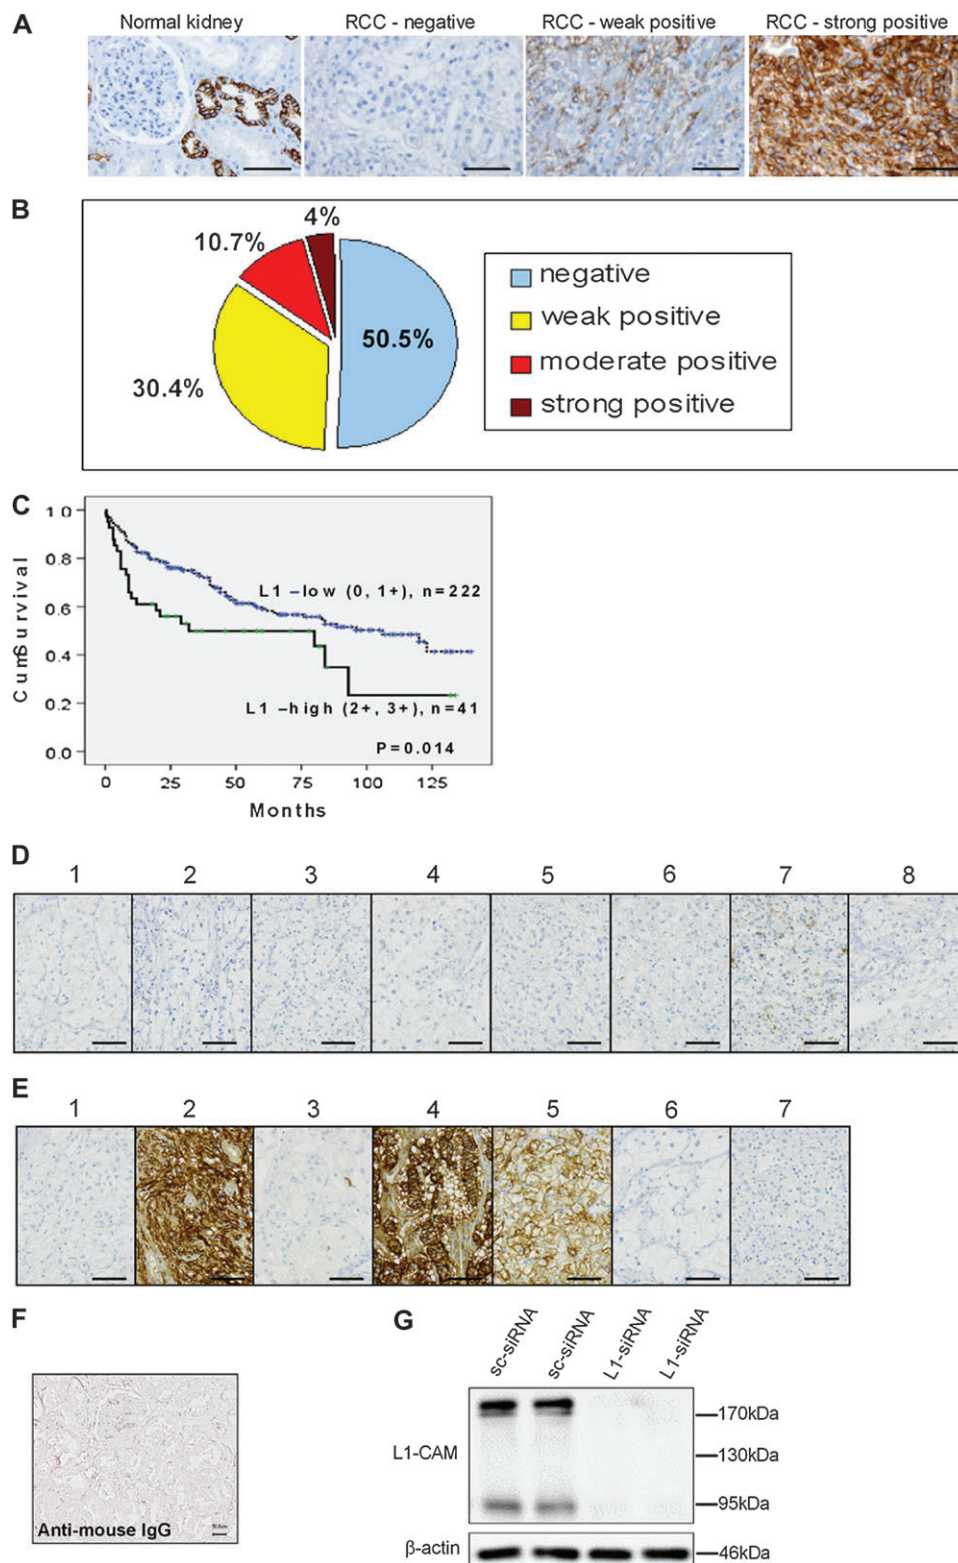 A
Normal kidney
RCC - negative
RCC - weak positive
RCC - strong positive
B
4%
10.7%
50.5%
30.4%
negative
weak positive
moderate positive
strong positive
C
1 0
0.8
0.6
0.4
0.2
0.0
CumSurvival
L1 –low (0, 1+), n=222
L1 –high (2+, 3+), n=41
P=0.014
0 25 50 75 100 125
Months
D
1 2 3 4 5 6 7 8
E
1 2 3 4 5 6 7
F
Anti-mouse IgG
G
sc-siRNA sc-siRNA L1-siRNA L1-siRNA
L1-CAM
170kDa
130kDa
95kDa
β-actin
46kDa